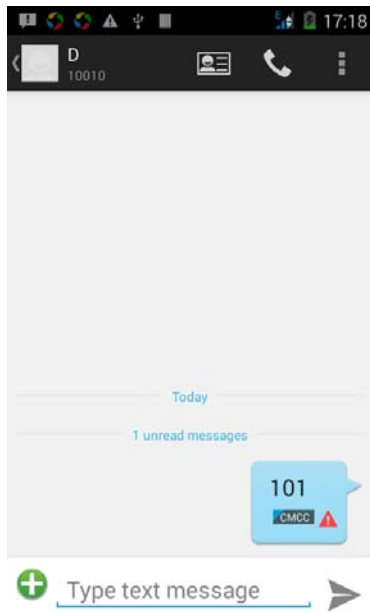 17:18
D
10010
Today
1 unread messages
101
CMCC
Type text message